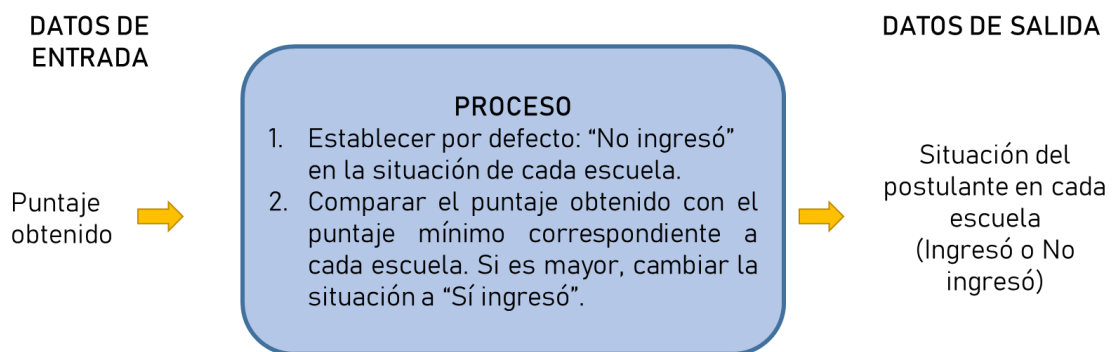 DATOS DE
ENTRADA
Puntaje
obtenido
PROCESO
1. Establecer por defecto: “No ingresó”
en la situación de cada escuela.
2. Comparar el puntaje obtenido con el
puntaje mínimo correspondiente a
cada escuela. Si es mayor, cambiar la
situación a “Sí ingresó”.
DATOS DE SALIDA
Situación del
postulante en cada
escuela
(Ingresó o No
ingresó)